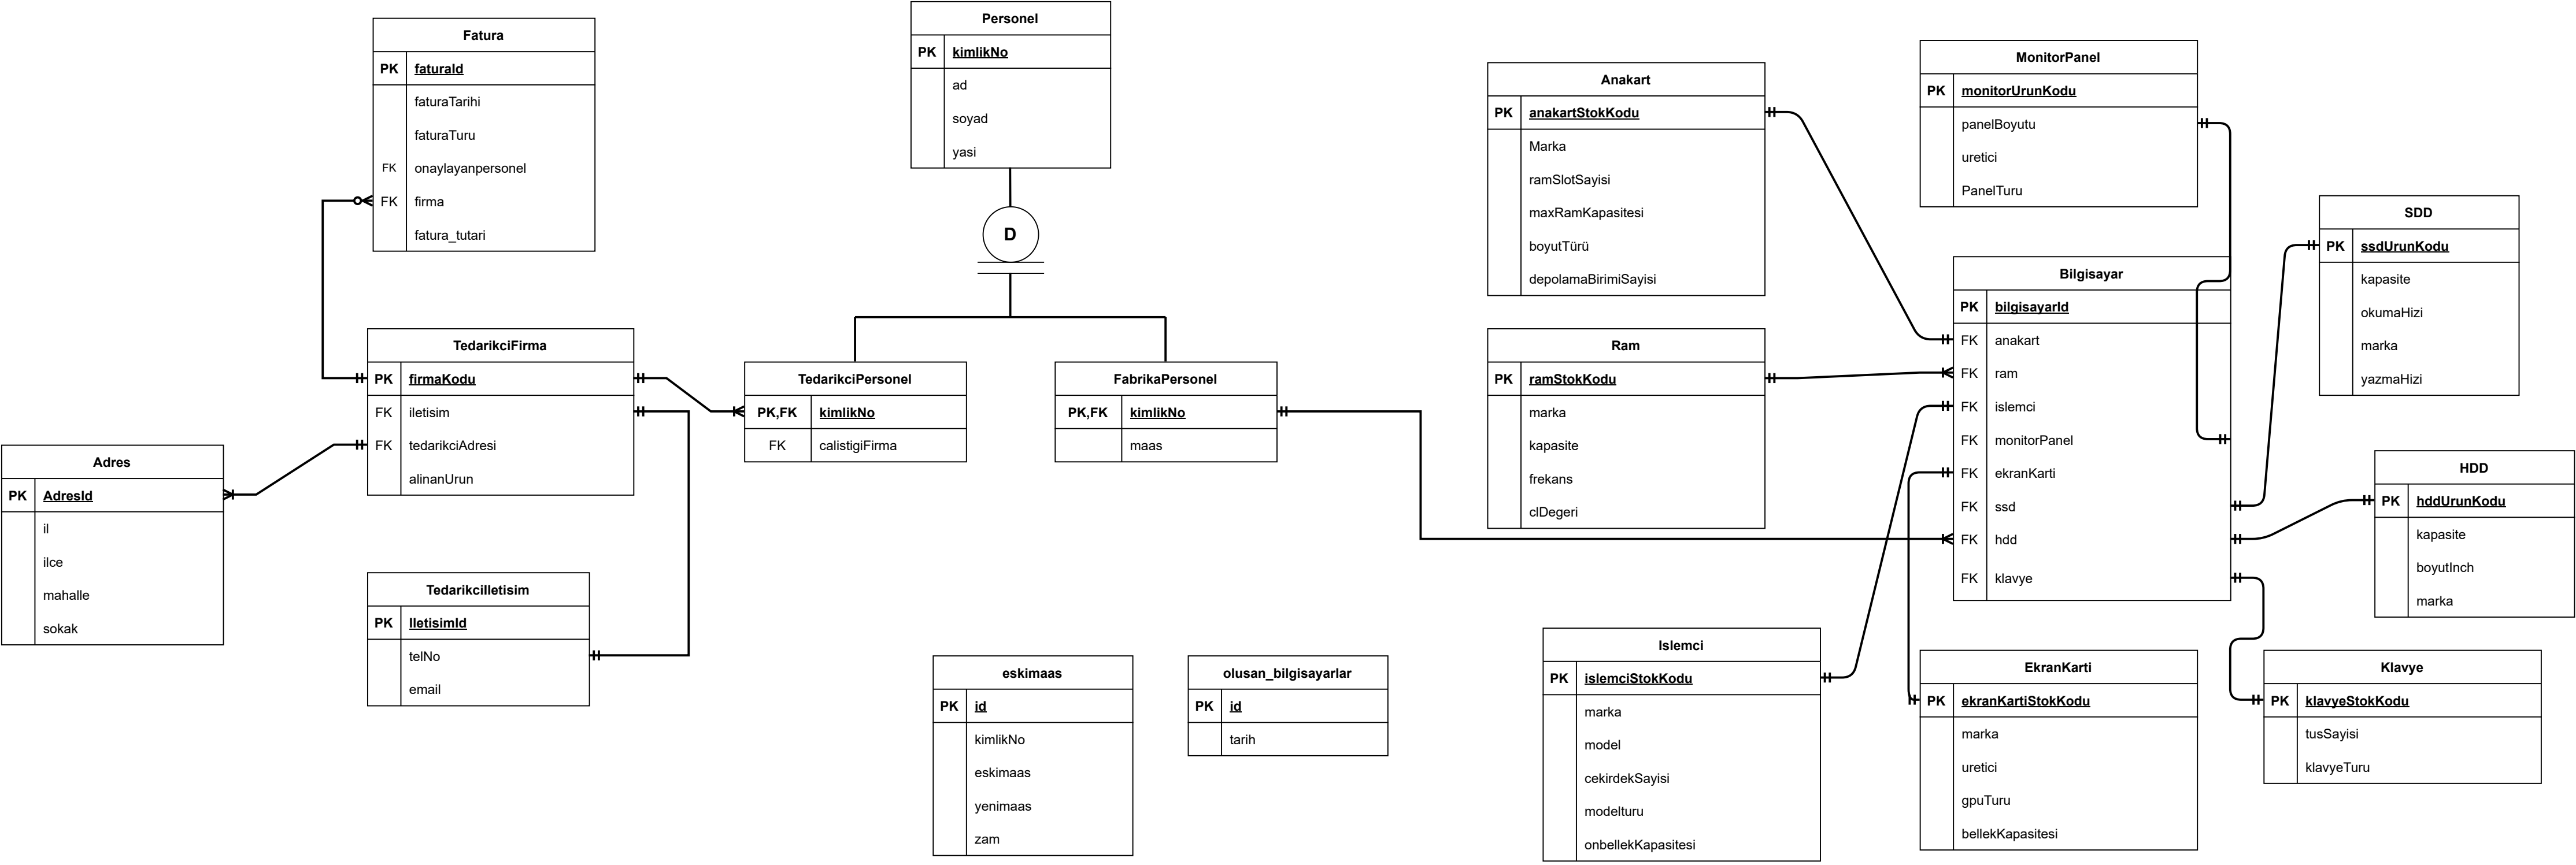 Fatura
PK faturaId
faturaTarihi
faturaTuru
FK onaylayanpersonel
FK firma
fatura_tutari
Personel
PK kimlikNo
ad
soyad
yasi
D
TedarikciFirma
PK firmaKodu
FK iletisim
FK tedarikciAdresi
alinanUrun
TedarikciPersonel
PK,FK kimlikNo
FK calistigiFirma
FabrikaPersonel
PK,FK kimlikNo
maas
Adres
PK AdresId
il
ilce
mahalle
sokak
TedarikciIletisim
PK IletisimId
telNo
email
eskimaas
PK id
kimlikNo
eskimaas
yenimaas
zam
olusan_bilgisayarlar
PK id
tarih
Anakart
PK anakartStokKodu
Marka
ramSlotSayisi
maxRamKapasitesi
boyutTürü
depolamaBirimiSayisi
Ram
PK ramStokKodu
marka
kapasite
frekans
clDegeri
Islemci
PK islemciStokKodu
marka
model
cekirdekSayisi
modelturu
onbellekKapasitesi
MonitorPanel
PK monitorUrunKodu
panelBoyutu
uretici
PanelTuru
Bilgisayar
PK bilgisayarId
FK anakart
FK ram
FK islemci
FK monitorPanel
FK ekranKarti
FK ssd
FK hdd
FK klavye
EkranKarti
PK ekranKartiStokKodu
marka
uretici
gpuTuru
bellekKapasitesi
SDD
PK ssdUrunKodu
kapasite
okumaHizi
marka
yazmaHizi
HDD
PK hddUrunKodu
kapasite
boyutInch
marka
Klavye
PK klavyeStokKodu
tusSayisi
klavyeTuru